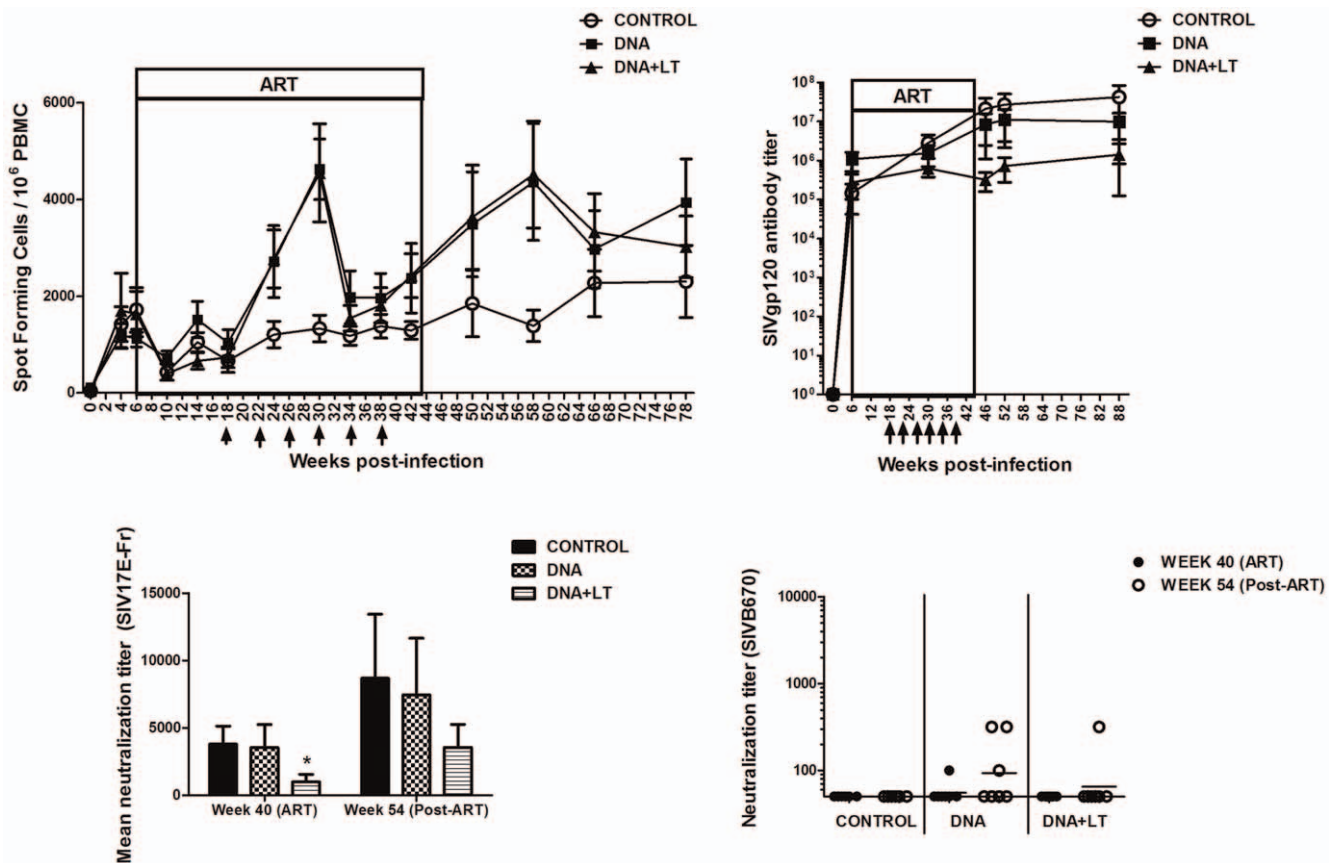 CONTROL
DNA
DNA+LT
ART
Spot Forming Cells / 10^6 PBMC
6000
4000
2000
0
0 2 4 6 8 10 12 14 16 18 20 22 24 26 28 30 32 34 36 38 40 42 44 46 48 50 52 54 56 58 60 62 64 66 68 70 72 74 76 78
Weeks post-infection
CONTROL
DNA
DNA+LT
ART
SIVgp120 antibody titer
10^8
10^7
10^6
10^5
10^4
10^3
10^2
10^1
10^0
0 6 12 18 24 30 36 42 46 52 58 64 70 76 82 88
Weeks post-infection
CONTROL
DNA
DNA+LT
Mean neutralization titer (SIV17E-Fr)
15000
10000
5000
0
*
Week 40 (ART) Week 54 (Post-ART)
WEEK 40 (ART)
WEEK 54 (Post-ART)
Neutralization titer (SIVB670)
10000
1000
100
CONTROL DNA DNA+LT